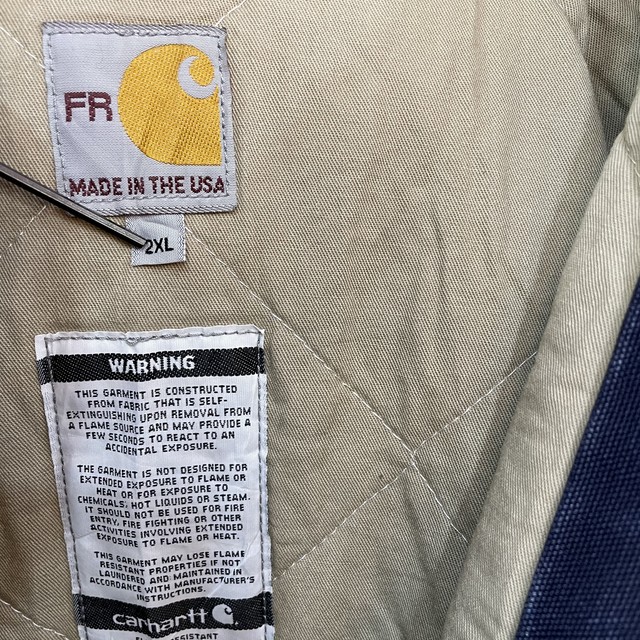 FR
MADE IN THE USA
2XL
WARNING
THIS GARMENT IS CONSTRUCTED
FROM FABRIC THAT IS SELF-
EXTINGUISHING UPON REMOVAL FROM
A FLAME SOURCE AND MAY PROVIDE A
FEW SECONDS TO REACT TO AN
ACCIDENTAL EXPOSURE.
THE GARMENT IS NOT DESIGNED FOR
EXTENDED EXPOSURE TO FLAME OR
HEAT OR FOR EXPOSURE TO
CHEMICALS, HOT LIQUIDS OR STEAM.
IT SHOULD NOT BE USED FOR FIRE
ENTRY, FIRE FIGHTING OR OTHER
ACTIVITIES INVOLVING EXTENDED
EXPOSURE TO FLAME OR HEAT.
THIS GARMENT MAY LOSE FLAME
RESISTANT PROPERTIES IF NOT
LAUNDERED AND MAINTAINED IN
ACCORDANCE WITH MANUFACTURER'S
INSTRUCTIONS.
carhartt